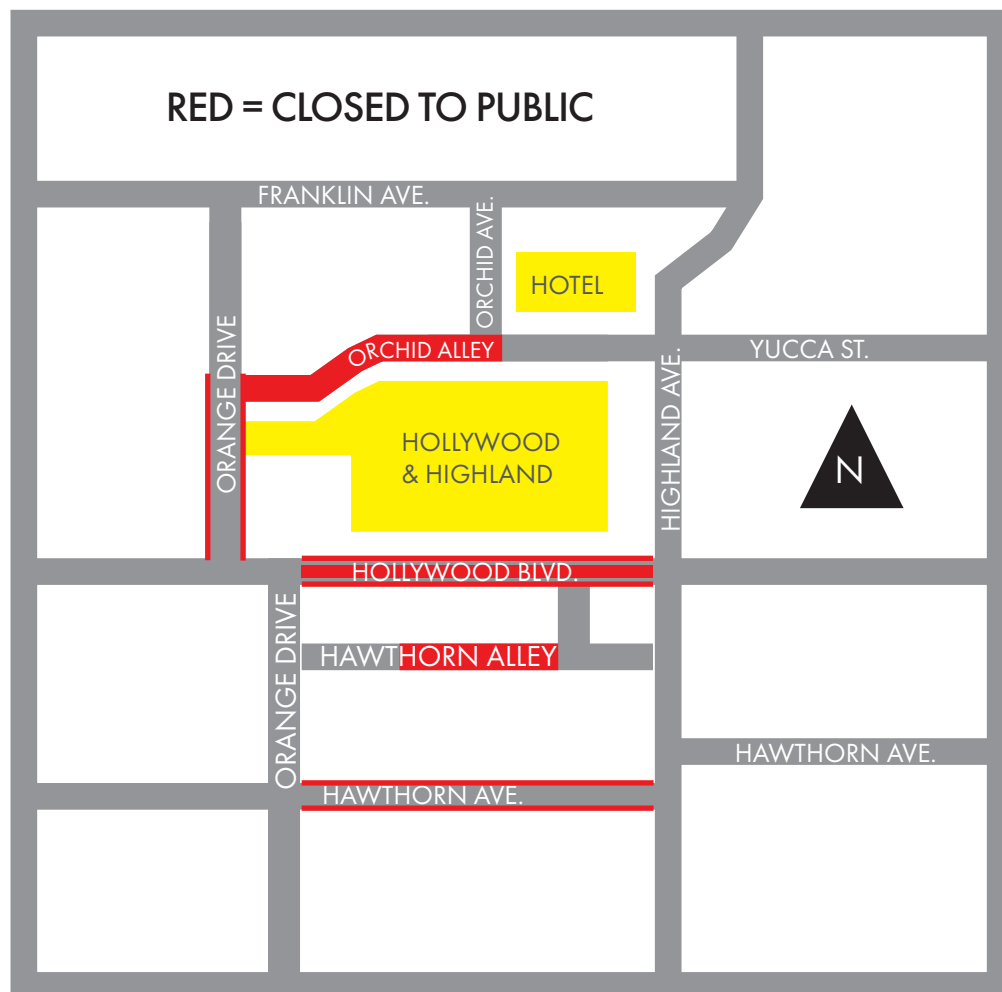 RED = CLOSED TO PUBLIC
FRANKLIN AVE.
ORCHID AVE.
HOTEL
ORANGE DRIVE
ORCHID ALLEY
YUCCA ST.
HIGHLAND AVE.
HOLLYWOOD
& HIGHLAND
N
HOLLYWOOD BLVD.
ORANGE DRIVE
HAWTHORN ALLEY
HAWTHORN AVE.
HAWTHORN AVE.